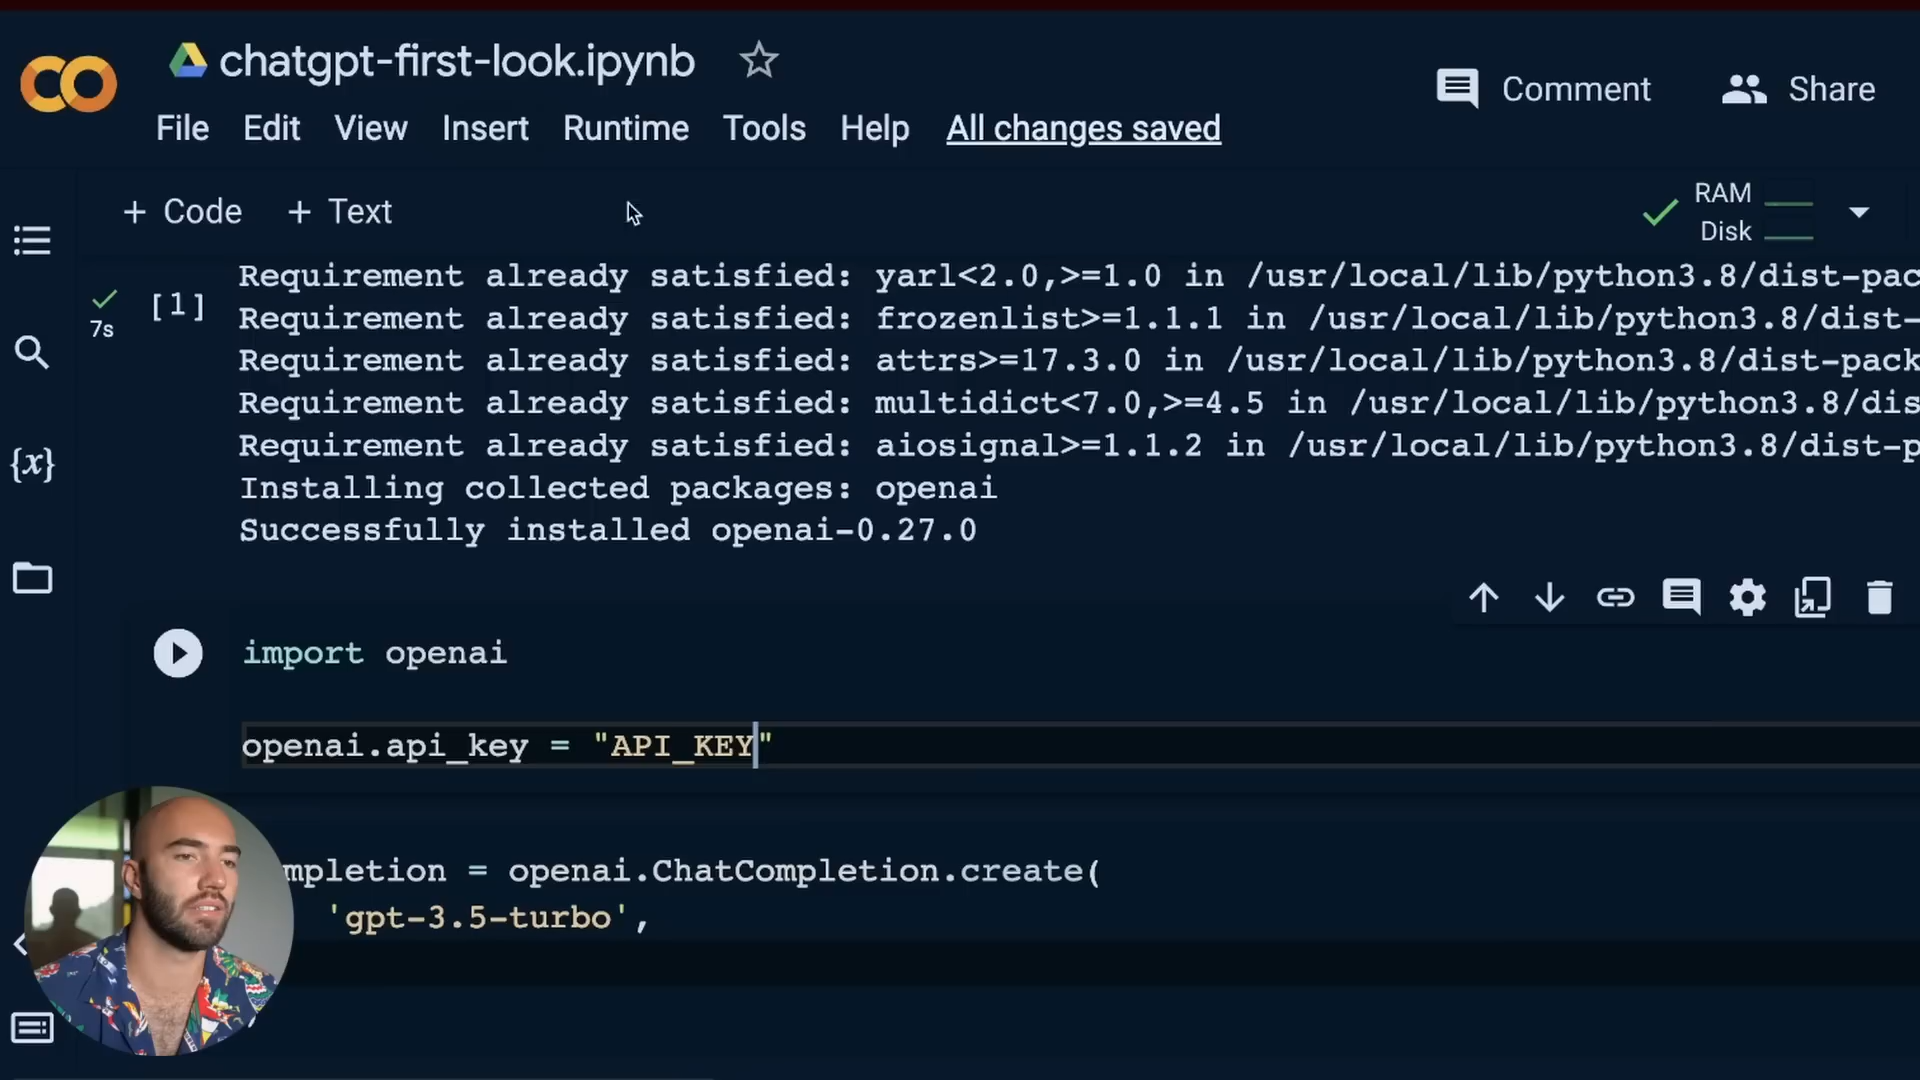 chatgpt-first-look.ipynb
Comment
Share
File Edit View Insert Runtime Tools Help All changes saved
+ Code + Text
RAM
Disk
Requirement already satisfied: yarl<2.0,>=1.0 in /usr/local/lib/python3.8/dist-pac
[1] Requirement already satisfied: frozenlist>=1.1.1 in /usr/local/lib/python3.8/dist-
7s
Requirement already satisfied: attrs>=17.3.0 in /usr/local/lib/python3.8/dist-pack
Requirement already satisfied: multidict<7.0,>=4.5 in /usr/local/lib/python3.8/dis
Requirement already satisfied: aiosignal>=1.1.2 in /usr/local/lib/python3.8/dist-p
Installing collected packages: openai
Successfully installed openai-0.27.0
{x}
import openai
openai.api_key = "API_KEY"
mpletion = openai.ChatCompletion.create(
'gpt-3.5-turbo',